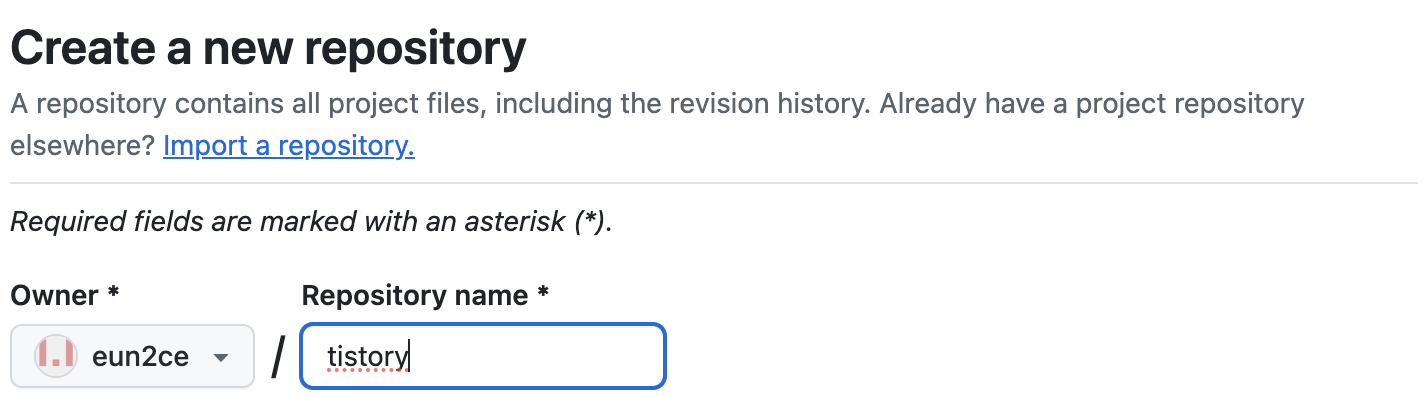 Create a new repository
A repository contains all project files, including the revision history. Already have a project repository
elsewhere? Import a repository.
Required fields are marked with an asterisk (*).
Owner * Repository name *
eun2ce / tistory